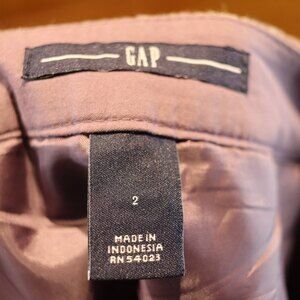 GAP
2
MADE IN
INDONESIA
RN 54023